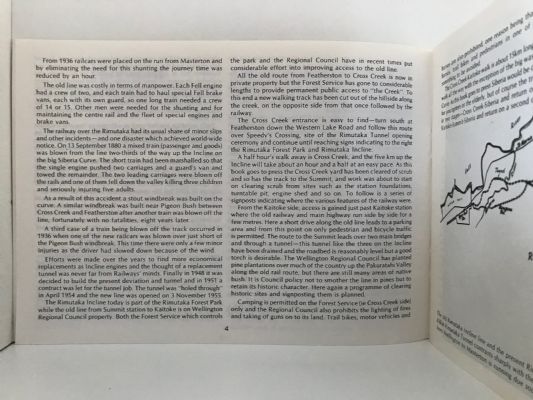 From 1936 railcars were placed on the run from Masterton and
by eliminating the need for this shunting the journey time was
reduced by an hour.
The old line was costly in terms of manpower. Each Fell engine
had a crew of two, and each train had to haul special Fell brake
vans, each with its own guard, so one long train needed a crew
of 14 or 15. Other men were needed for the shunting and for
maintaining the centre rail and the fleet of special engines and
brake vans.
The railway over the Rimutaka had its usual share of minor slips
and other incidents—and one disaster which achieved world-wide
notice. On 13 September 1880 a mixed train (passenger and goods)
was blown from the line two-thirds of the way up the Incline on
the big Siberia Curve. The short train had been marshalled so that
the single engine pushed two carriages and a guard's van and
towed the remainder. The two leading carriages were blown off
the rails and one of them fell down the valley killing three children
and seriously injuring five adults.
As a result of this accident a stout windbreak was built on the
curve. A similar windbreak was built near Pigeon Bush between
Cross Creek and Featherston after another train was blown off the
line, fortunately with no fatalities, eight years later.
A third case of a train being blown off the track occurred in
1936 when one of the new railcars was blown over just short of
the Pigeon Bush windbreak. This time there were only a few minor
injuries as the driver had slowed down because of the wind.
Efforts were made over the years to find more economical
replacements as Incline engines and the thought of a replacement
tunnel was never far from Railways' minds. Finally in 1948 it was
decided to build the present deviation and tunnel and in 1951 a
contract was let for the tunnel job. The tunnel was "holed through"
in April 1954 and the new line was opened on 3 November 1955.
The Rimutaka Incline today is part of the Rimutaka Forest Park
while the old line from Summit station to Kaitoke is on Wellington
Regional Council property. Both the Forest Service which controls
the park and the Regional Council have in recent times put
considerable effort into improving access to the old line.
All the old route from Featherston to Cross Creek is now in
private property but the Forest Service has gone to considerable
lengths to provide permanent public access to "the Creek". To
this end a new walking track has been cut out of the hillside along
the creek, on the opposite side from that once followed by the
railway.
The Cross Creek entrance is easy to find—turn south at
Featherston down the Western Lake Road and follow this route
over Speedy's Crossing, site of the Rimutaka Tunnel opening
ceremony and continue until reaching signs indicating to the right
the Rimutaka Forest Park and Rimutaka Incline.
A half hour's walk away is Cross Creek, and the five km up the
Incline will take about an hour and a half at an easy pace. As this
book goes to press the Cross Creek yard has been cleared of scrub
and so has the track to the Summit, and work was about to start
on clearing scrub from sites such as the station foundations,
turntable pit, engine shed and so on. To follow is a series of
signposts indicating where the various features of the railway were.
From the Kaitoke side, access is gained just past Kaitoke station
where the old railway and main highway run side by side for a
few metres. Here a short drive along the old line leads to a parking
area and from this point on only pedestrian and bicycle traffic
is permitted. The route to the Summit leads over two main bridges
and through a tunnel—this tunnel like the three on the Incline
have been drained and the roadbed is reasonably level but a good
torch is desirable. The Wellington Regional Council has planted
pine plantations over much of the country up the Pakuratahi Valley
along the old rail route, but there are still many areas of native
bush. It is Council policy not to smother the line in pines but to
retain its historic character. Here again a programme of clearing
historic sites and signposting them is planned.
Camping is permitted on the Forest Service (ie Cross Creek side)
only and the Regional Council also prohibits the lighting of fires
and taking of guns on to its land. Trail bikes, motor vehicles and
4